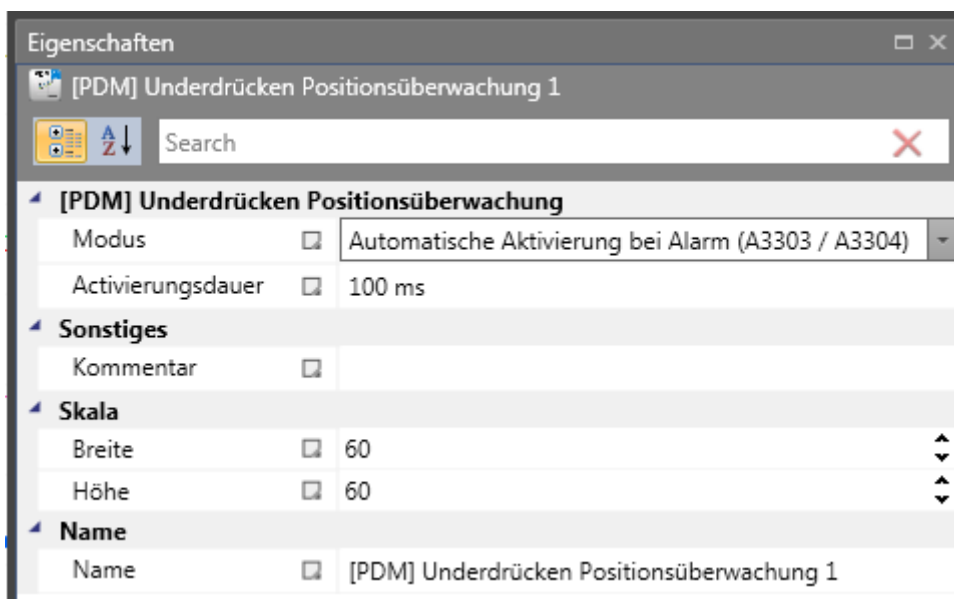 Eigenschaften
[PDM] Underdrücken Positionsüberwachung 1
Search
[PDM] Underdrücken Positionsüberwachung
Modus Automatische Aktivierung bei Alarm (A3303 / A3304)
Activierungsdauer 100 ms
Sonstiges
Kommentar
Skala
Breite 60
Höhe 60
Name
Name [PDM] Underdrücken Positionsüberwachung 1